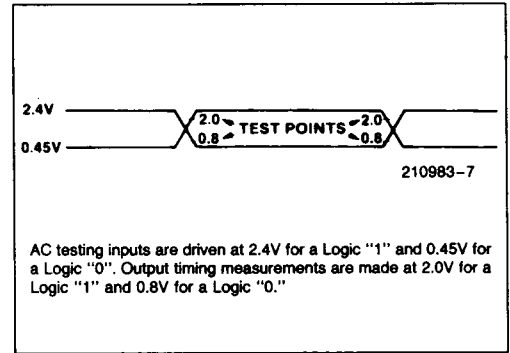 2.4V
2.0 TEST POINTS 2.0
0.45V 0.8 0.8
210983-7
AC testing inputs are driven at 2.4V for a Logic "1" and 0.45V for
a Logic "0". Output timing measurements are made at 2.0V for a
Logic "1" and 0.8V for a Logic "0."